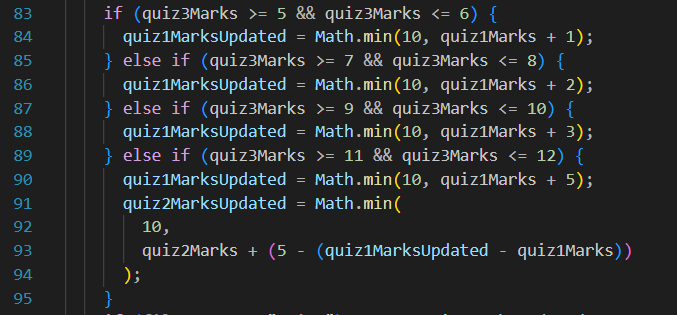 83 if (quiz3Marks >= 5 && quiz3Marks <= 6) {
84 quiz1MarksUpdated = Math.min(10, quiz1Marks + 1);
85 } else if (quiz3Marks >= 7 && quiz3Marks <= 8) {
86 quiz1MarksUpdated = Math.min(10, quiz1Marks + 2);
87 } else if (quiz3Marks >= 9 && quiz3Marks <= 10) {
88 quiz1MarksUpdated = Math.min(10, quiz1Marks + 3);
89 } else if (quiz3Marks >= 11 && quiz3Marks <= 12) {
90 quiz1MarksUpdated = Math.min(10, quiz1Marks + 5);
91 quiz2MarksUpdated = Math.min(
92 10,
93 quiz2Marks + (5 - (quiz1MarksUpdated - quiz1Marks))
94 );
95 }